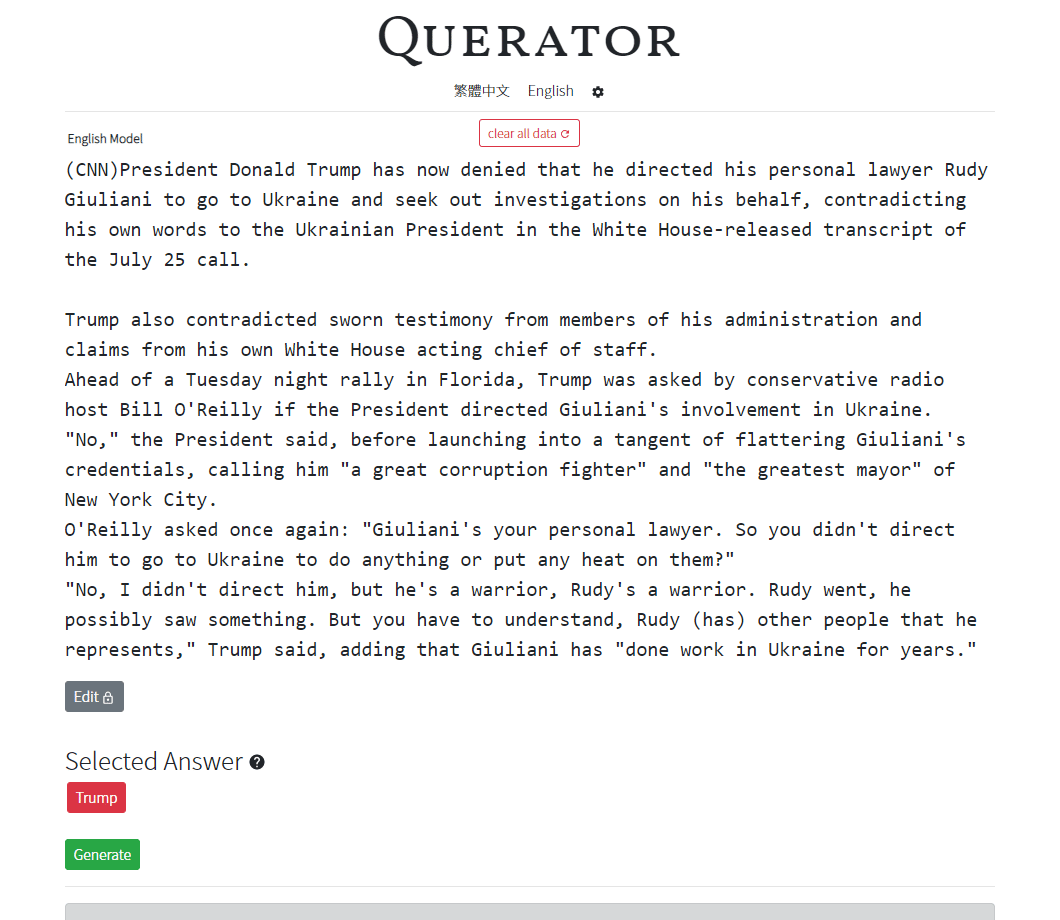 QUERATOR
繁體中文 English
clear all data
English Model
(CNN)President Donald Trump has now denied that he directed his personal lawyer Rudy
Giuliani to go to Ukraine and seek out investigations on his behalf, contradicting
his own words to the Ukrainian President in the White House-released transcript of
the July 25 call.
Trump also contradicted sworn testimony from members of his administration and
claims from his own White House acting chief of staff.
Ahead of a Tuesday night rally in Florida, Trump was asked by conservative radio
host Bill O'Reilly if the President directed Giuliani's involvement in Ukraine.
"No," the President said, before launching into a tangent of flattering Giuliani's
credentials, calling him "a great corruption fighter" and "the greatest mayor" of
New York City.
O'Reilly asked once again: "Giuliani's your personal lawyer. So you didn't direct
him to go to Ukraine to do anything or put any heat on them?"
"No, I didn't direct him, but he's a warrior, Rudy's a warrior. Rudy went, he
possibly saw something. But you have to understand, Rudy (has) other people that he
represents," Trump said, adding that Giuliani has "done work in Ukraine for years."
Edit
Selected Answer
Trump
Generate